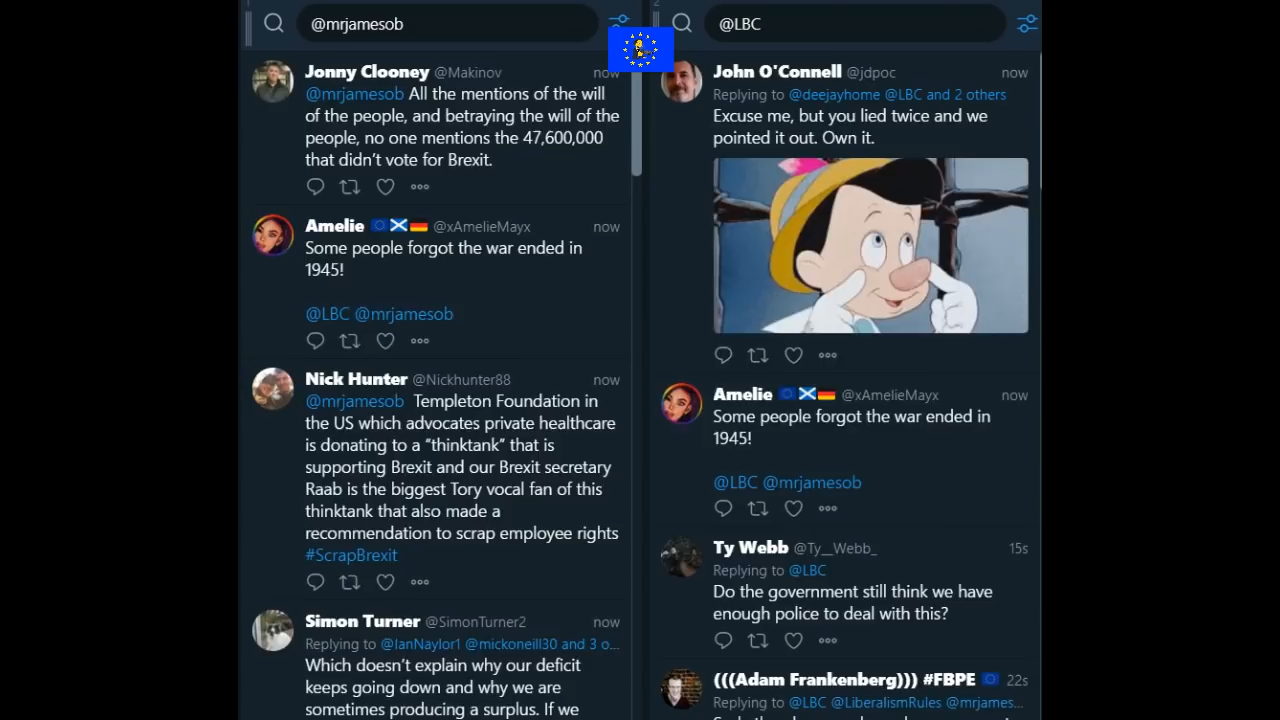 @mrjamesob
Jonny Clooney @Makinov now
@mrjamesob All the mentions of the will
of the people, and betraying the will of the
people, no one mentions the 47,600,000
that didn’t vote for Brexit.
Amelie @xAmelieMayx now
Some people forgot the war ended in
1945!
@LBC @mrjamesob
Nick Hunter @Nickhunter88 now
@mrjamesob Templeton Foundation in
the US which advocates private healthcare
is donating to a “thinktank” that is
supporting Brexit and our Brexit secretary
Raab is the biggest Tory vocal fan of this
thinktank that also made a
recommendation to scrap employee rights
#ScrapBrexit
Simon Turner @SimonTurner2 now
Replying to @IanNaylor1 @mickoneill30 and 3 o...
Which doesn’t explain why our deficit
keeps going down and why we are
sometimes producing a surplus. If we
2
@LBC
John O'Connell @jdpoc now
Replying to @deejayhome @LBC and 2 others
Excuse me, but you lied twice and we
pointed it out. Own it.
Amelie @xAmelieMayx now
Some people forgot the war ended in
1945!
@LBC @mrjamesob
Ty Webb @Ty__Webb_ 15s
Replying to @LBC
Do the government still think we have
enough police to deal with this?
(((Adam Frankenberg))) #FBPE 22s
Replying to @LBC @LiberalismRules @mrjames...